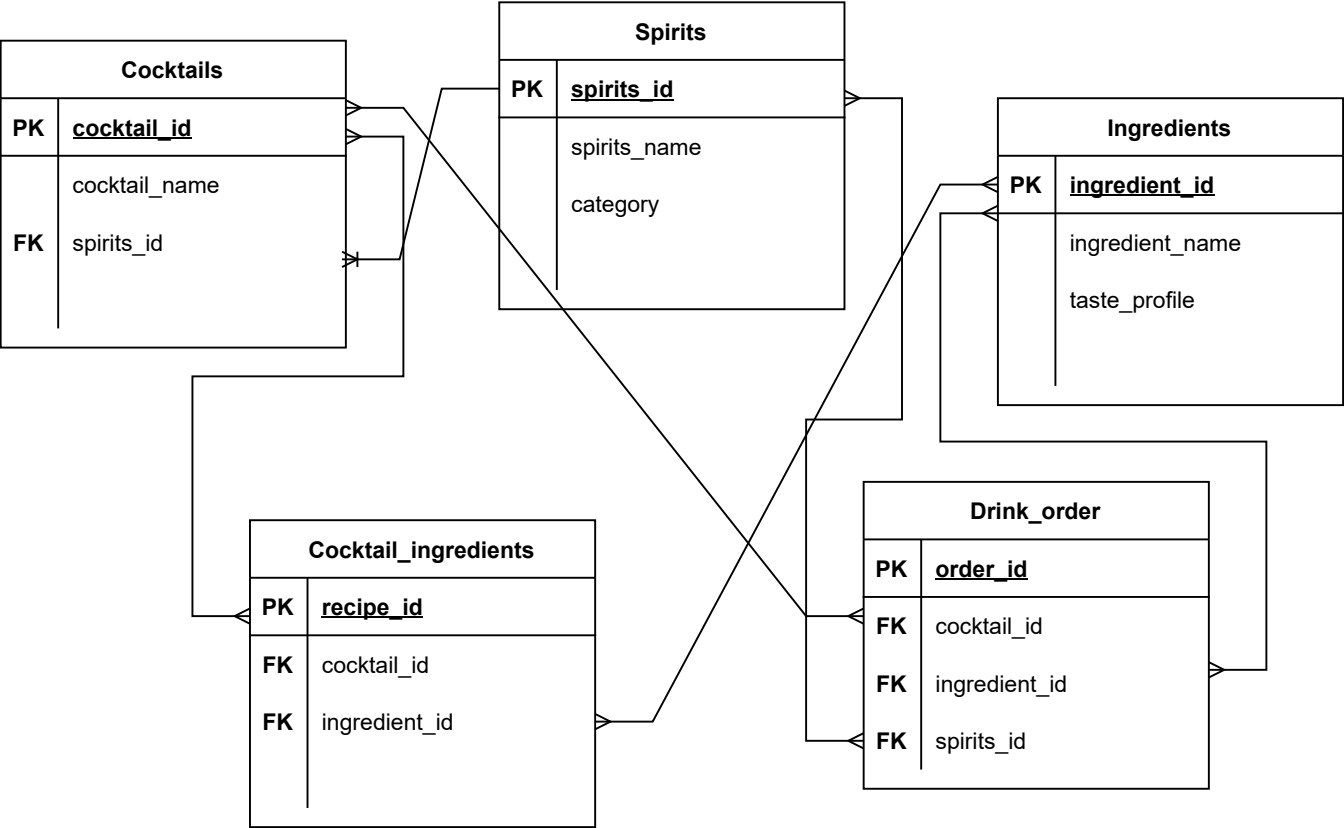 Cocktails
PK cocktail_id
cocktail_name
FK spirits_id
Spirits
PK spirits_id
spirits_name
category
Ingredients
PK ingredient_id
ingredient_name
taste_profile
Cocktail_ingredients
PK recipe_id
FK cocktail_id
FK ingredient_id
Drink_order
PK order_id
FK cocktail_id
FK ingredient_id
FK spirits_id